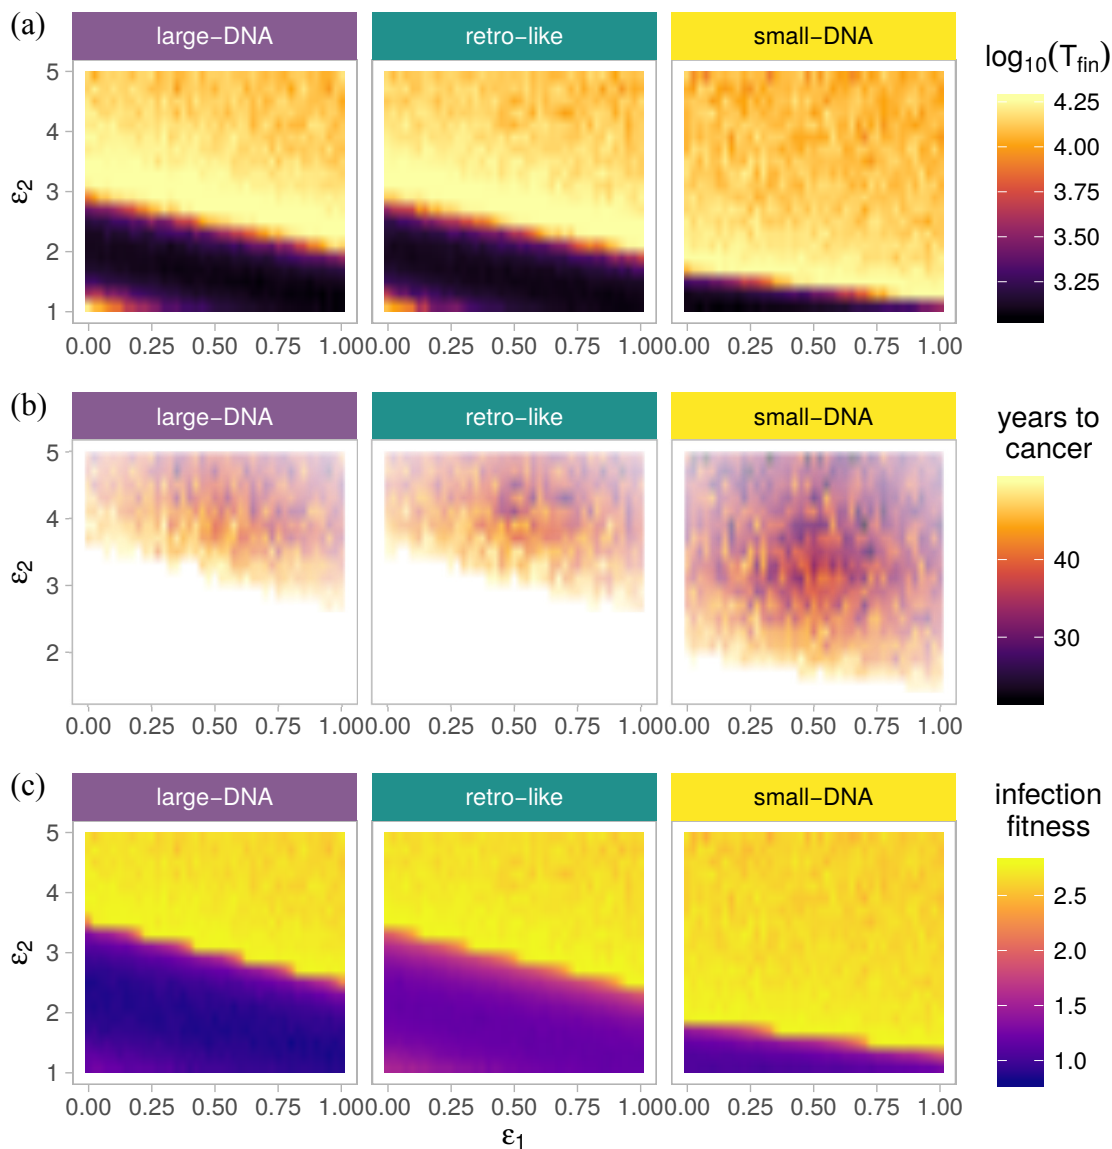 (a)
large−DNA
retro−like
small−DNA
log10(Tfin)
5
4
3
2
1
ε2
4.25
4.00
3.75
3.50
3.25
0.00 0.25 0.50 0.75 1.00
0.00 0.25 0.50 0.75 1.00
0.00 0.25 0.50 0.75 1.00
(b)
large−DNA
retro−like
small−DNA
years to
cancer
5
4
3
2
ε2
40
30
0.00 0.25 0.50 0.75 1.00
0.00 0.25 0.50 0.75 1.00
0.00 0.25 0.50 0.75 1.00
(c)
large−DNA
retro−like
small−DNA
infection
fitness
5
4
3
2
1
ε2
2.5
2.0
1.5
1.0
0.00 0.25 0.50 0.75 1.00
0.00 0.25 0.50 0.75 1.00
0.00 0.25 0.50 0.75 1.00
ε1